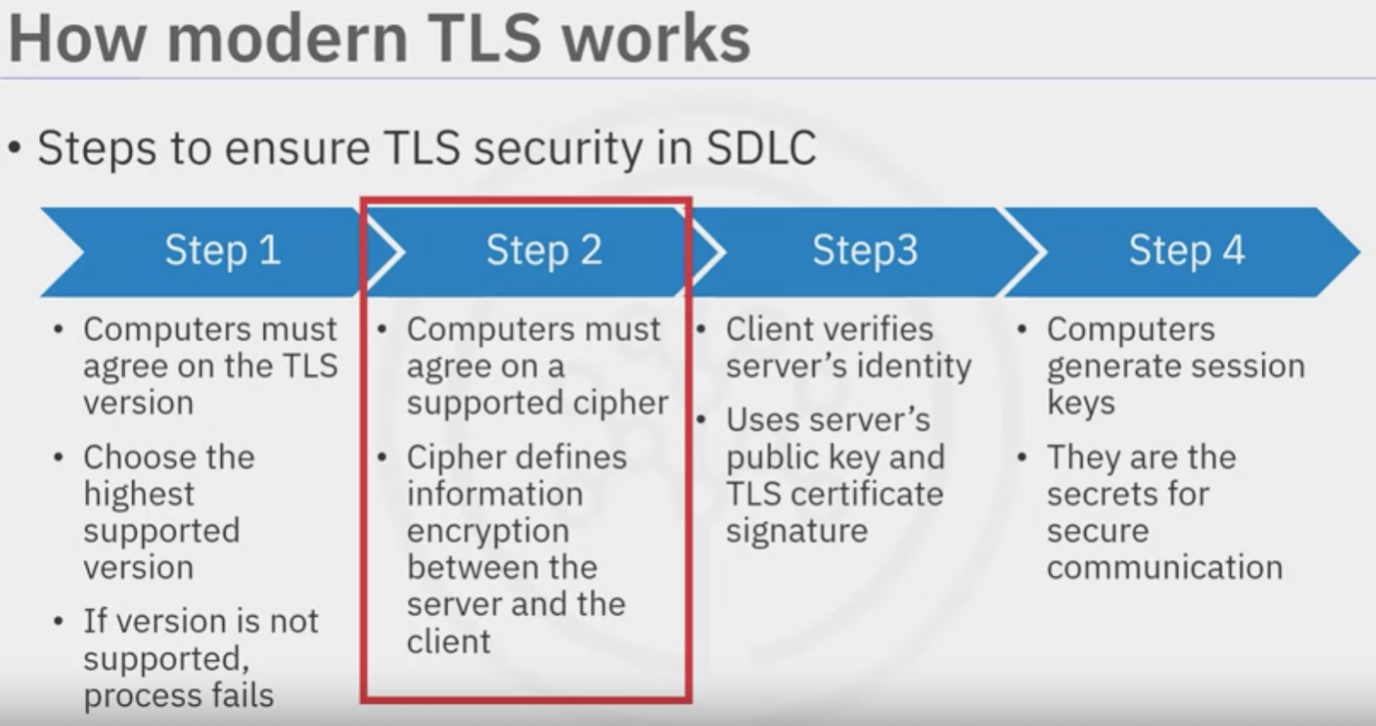 How modern TLS works
• Steps to ensure TLS security in SDLC
Step 1
• Computers must
agree on the TLS
version
• Choose the
highest
supported
version
• If version is not
supported,
process fails
Step 2
• Computers must
agree on a
supported cipher
• Cipher defines
information
encryption
between the
server and the
client
Step3
• Client verifies
server’s identity
• Uses server’s
public key and
TLS certificate
signature
Step 4
• Computers
generate session
keys
• They are the
secrets for
secure
communication